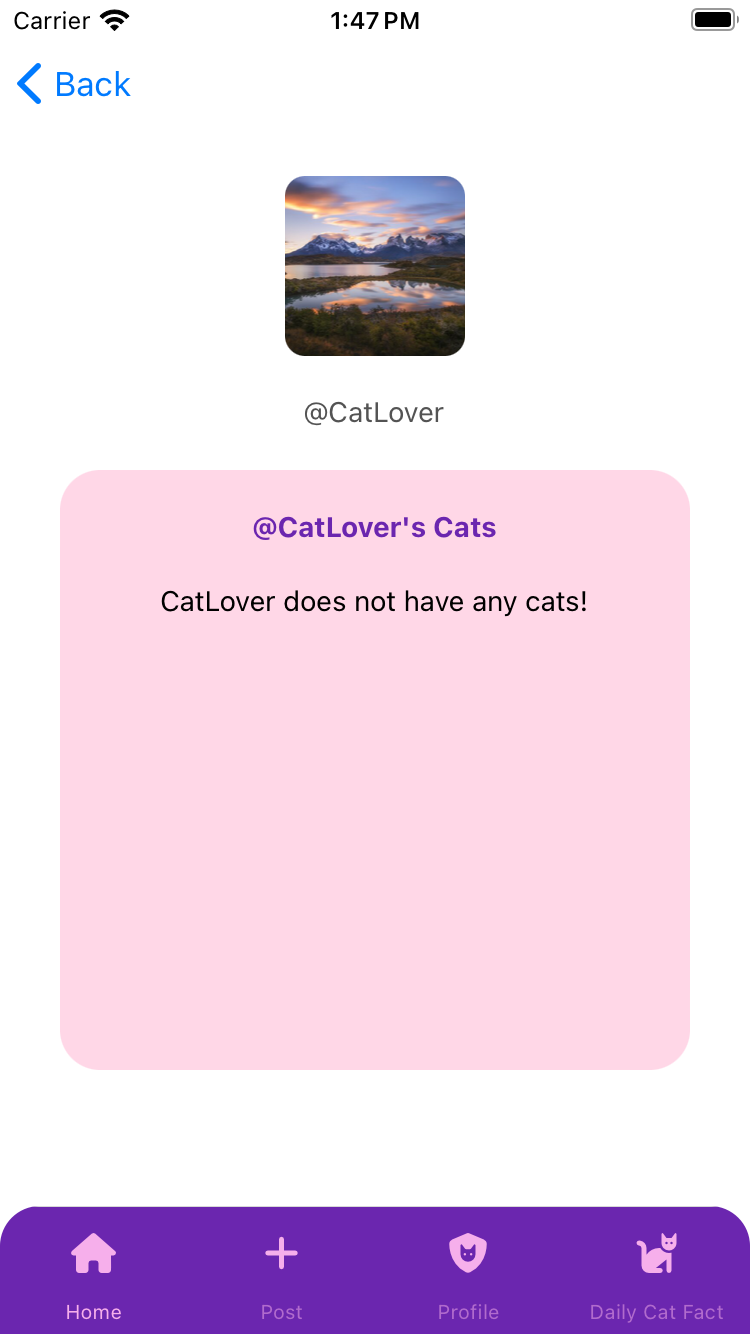 Carrier 1:47 PM
Back
@CatLover
@CatLover's Cats
CatLover does not have any cats!
Home Post Profile Daily Cat Fact